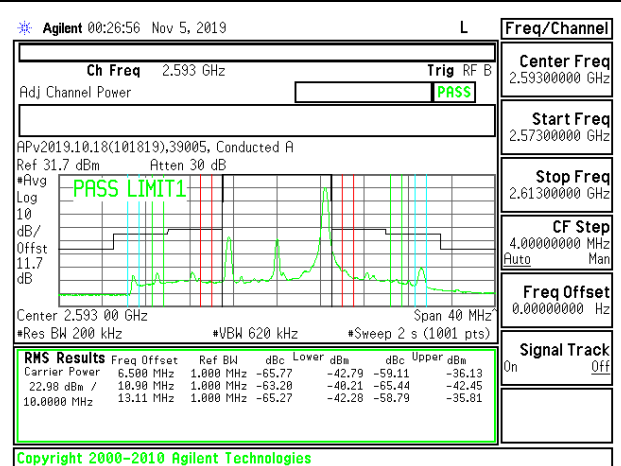 Agilent 00:26:56 Nov 5, 2019 L
Freq/Channel
Ch Freq 2.593 GHz Trig RF B
Adj Channel Power PASS
APv2019.10.18(101819),39005, Conducted A
Ref 31.7 dBm Atten 30 dB
#Avg
Log
10
dB/
Offst
11.7
dB
PASS LIMIT1
Center 2.593 00 GHz Span 40 MHz^
#Res BW 200 kHz #VBW 620 kHz #Sweep 2 s (1001 pts)
RMS Results Freq Offset Ref BW dBc Lower dBm dBc Upper dBm
Carrier Power 6.500 MHz 1.000 MHz -65.77 -42.79 -59.11 -36.13
22.98 dBm / 10.90 MHz 1.000 MHz -63.20 -40.21 -65.44 -42.45
10.0000 MHz 13.11 MHz 1.000 MHz -65.27 -42.28 -58.79 -35.81
Center Freq
2.59300000 GHz
Start Freq
2.57300000 GHz
Stop Freq
2.61300000 GHz
CF Step
4.00000000 MHz
Auto Man
Freq Offset
0.00000000 Hz
Signal Track
On Off
Copyright 2000-2010 Agilent Technologies